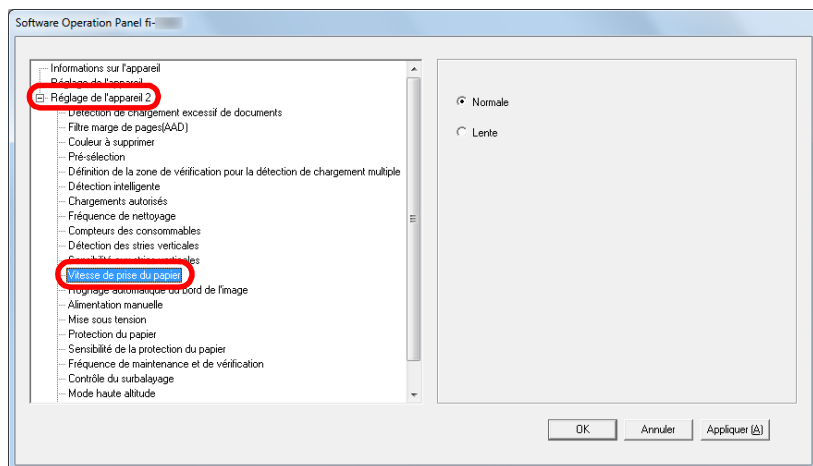 Software Operation Panel fi-
Informations sur l'appareil
Réglage de l'appareil
Réglage de l'appareil 2
Détection de chargement excessif de documents
Filtre marge de pages(AAD)
Couleur à supprimer
Pré-sélection
Définition de la zone de vérification pour la détection de chargement multiple
Détection intelligente
Chargements autorisés
Fréquence de nettoyage
Compteurs des consommables
Détection des stries verticales
Sensibilité aux stries verticales
Vitesse de prise du papier
Rognage automatique du bord de l'image
Alimentation manuelle
Mise sous tension
Protection du papier
Sensibilité de la protection du papier
Fréquence de maintenance et de vérification
Contrôle du surbalayage
Mode haute altitude
Normale
Lente
OK
Annuler
Appliquer (A)